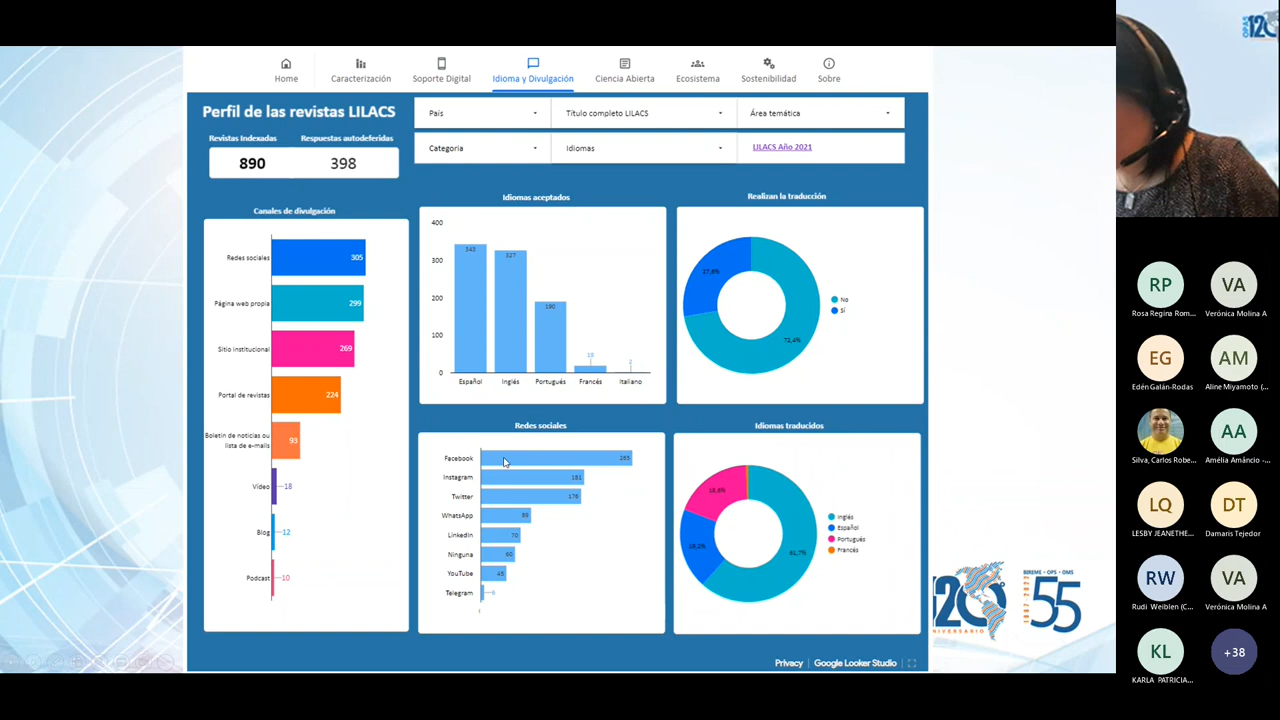 Home
Caracterización
Soporte Digital
Idioma y Divulgación
Ciencia Abierta
Ecosistema
Sostenibilidad
Sobre
Perfil de las revistas LILACS
Revistas Indexadas
Respuestas autodeferidas
890
398
País
Título completo LILACS
Área temática
Categoria
Idiomas
LILACS Año 2021
Canales de divulgación
Redes sociales
305
Página web propia
299
Sitio institucional
269
Portal de revistas
224
Boletín de noticias ou
lista de e-mails
93
Vídeo
18
Blog
12
Podcast
10
Idiomas aceptados
400
300
200
100
0
343
327
190
19
2
Español
Inglés
Portugués
Francés
Italiano
Realizan la traducción
27,6%
72,4%
No
Sí
Redes sociales
Facebook
265
Instagram
181
Twitter
176
WhatsApp
89
LinkedIn
70
Ninguna
60
YouTube
45
Telegram
6
Idiomas traducidos
18,6%
61,7%
Inglés
Español
Portugués
Francés
Privacy
Google Looker Studio
120
BIREME • OPS • OMS
55
OPAS
120
RP
Rosa Regina Rom...
VA
Verónica Molina A
EG
Edén Galán-Rodas
AM
Aline Miyamoto (...
Silva, Carlos Robe...
AA
Amélia Amâncio -...
LQ
LESBY JEANETHE...
DT
Damaris Tejedor
RW
Rudi Weiblen (C...
VA
Verónica Molina A
KL
KARLA PATRICIA...
+38